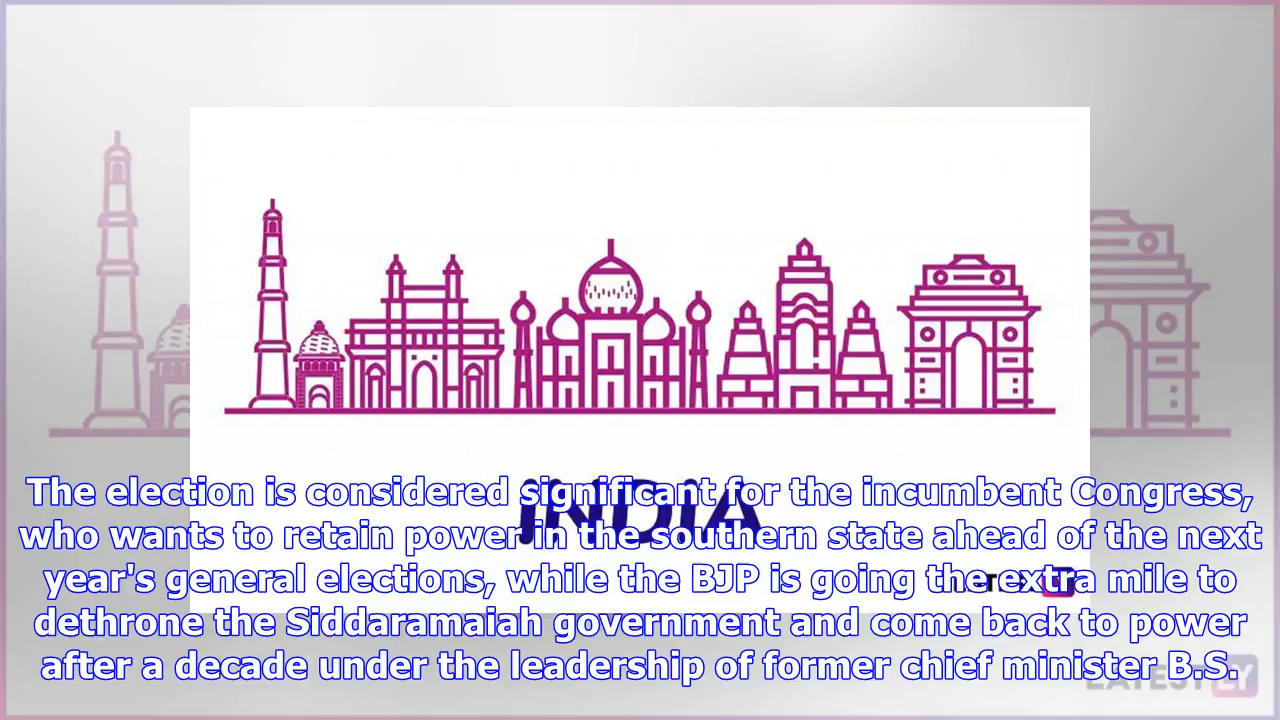 The election is considered significant for the incumbent Congress,
who wants to retain power in the southern state ahead of the next
year's general elections, while the BJP is going the extra mile to
dethrone the Siddaramaiah government and come back to power
after a decade under the leadership of former chief minister B.S.
INDIA
LATESTLY